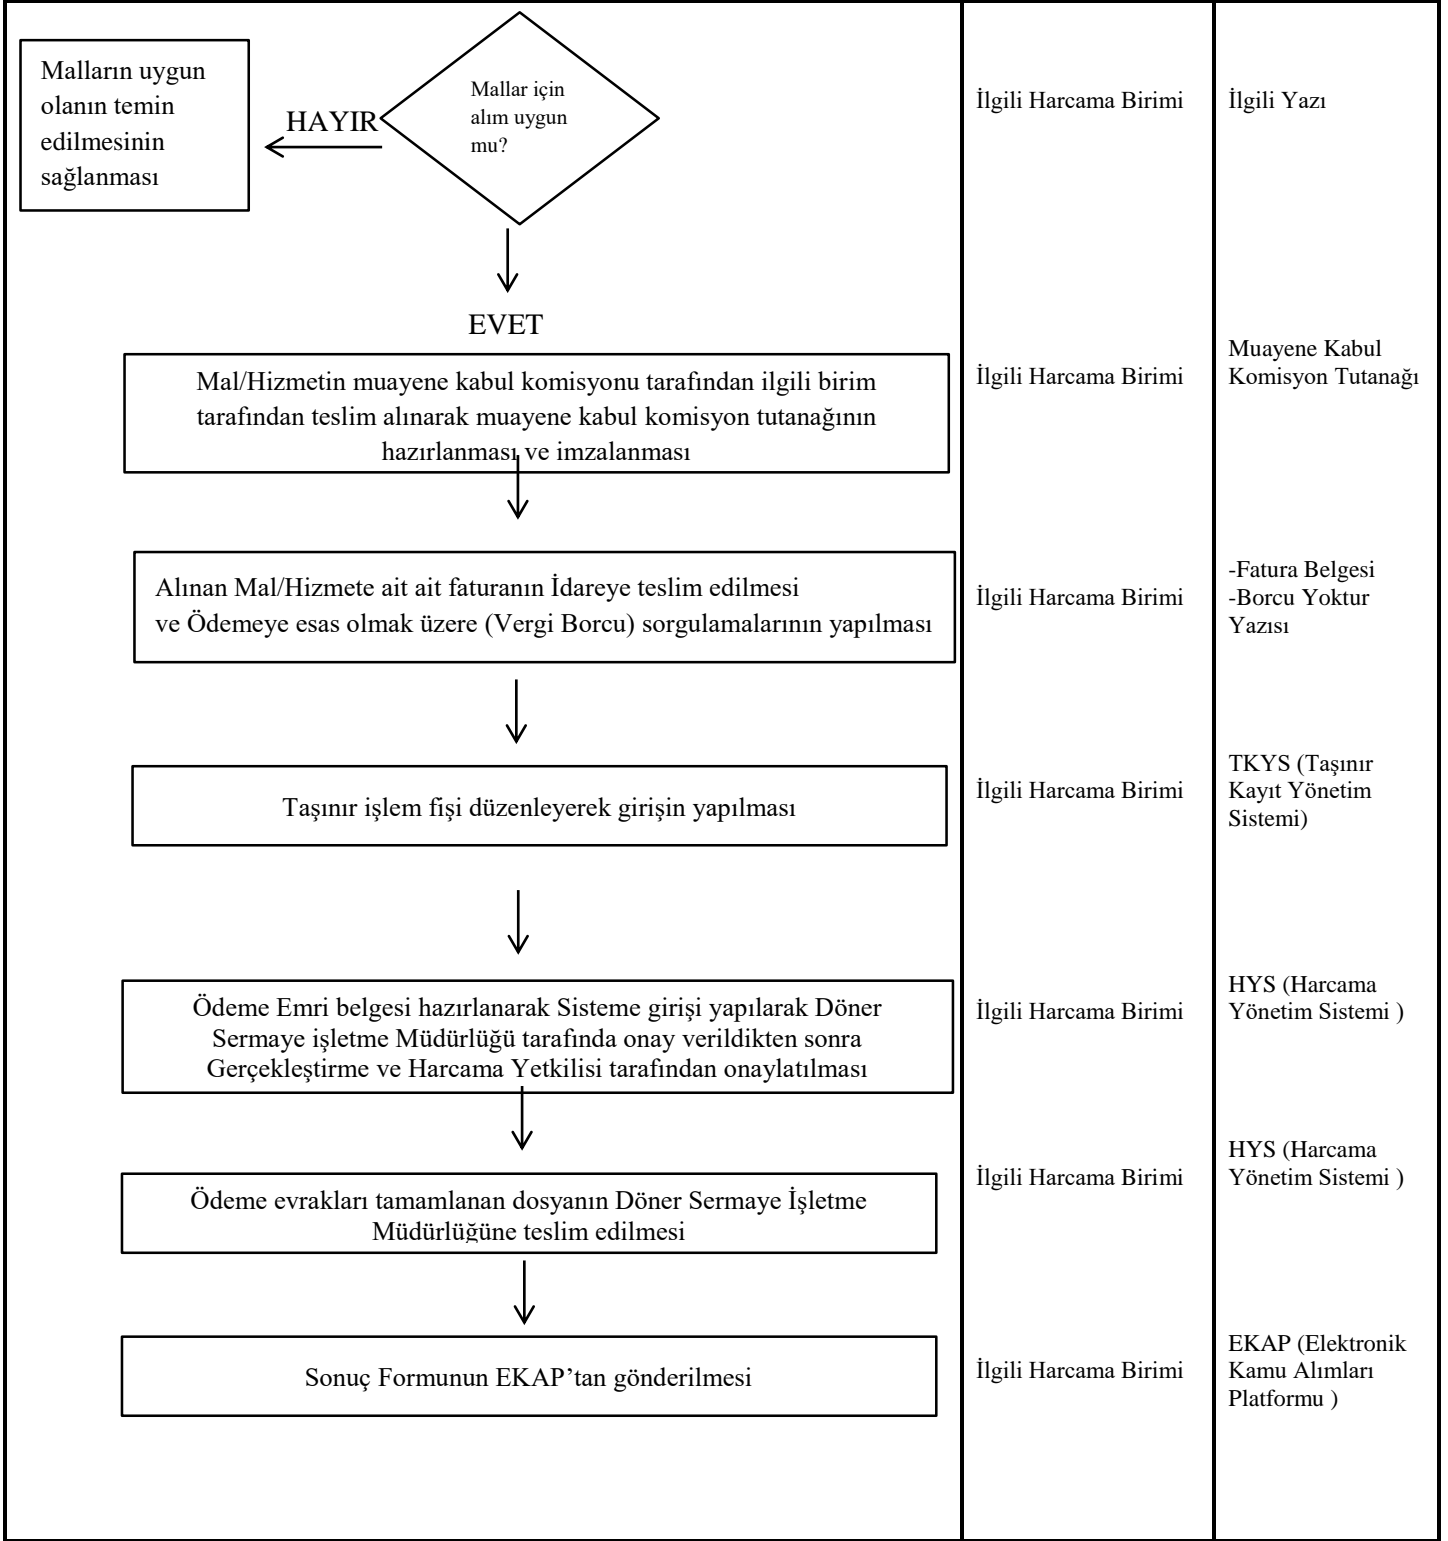 Malların uygun
olanın temin
edilmesinin
sağlanması
HAYIR
Mallar için
alım uygun
mu?
İlgili Harcama Birimi
İlgili Yazı
EVET
Mal/Hizmetin muayene kabul komisyonu tarafından ilgili birim
tarafından teslim alınarak muayene kabul komisyon tutanağının
hazırlanması ve imzalanması
İlgili Harcama Birimi
Muayene Kabul
Komisyon Tutanağı
Alınan Mal/Hizmete ait ait faturanın İdareye teslim edilmesi
ve Ödemeye esas olmak üzere (Vergi Borcu) sorgulamalarının yapılması
İlgili Harcama Birimi
-Fatura Belgesi
-Borcu Yoktur
Yazısı
Taşınır işlem fişi düzenleyerek girişin yapılması
İlgili Harcama Birimi
TKYS (Taşınır
Kayıt Yönetim
Sistemi)
Ödeme Emri belgesi hazırlanarak Sisteme girişi yapılarak Döner
Sermaye işletme Müdürlüğü tarafında onay verildikten sonra
Gerçekleştirme ve Harcama Yetkilisi tarafından onaylatılması
İlgili Harcama Birimi
HYS (Harcama
Yönetim Sistemi )
Ödeme evrakları tamamlanan dosyanın Döner Sermaye İşletme
Müdürlüğüne teslim edilmesi
İlgili Harcama Birimi
HYS (Harcama
Yönetim Sistemi )
Sonuç Formunun EKAP’tan gönderilmesi
İlgili Harcama Birimi
EKAP (Elektronik
Kamu Alımları
Platformu )